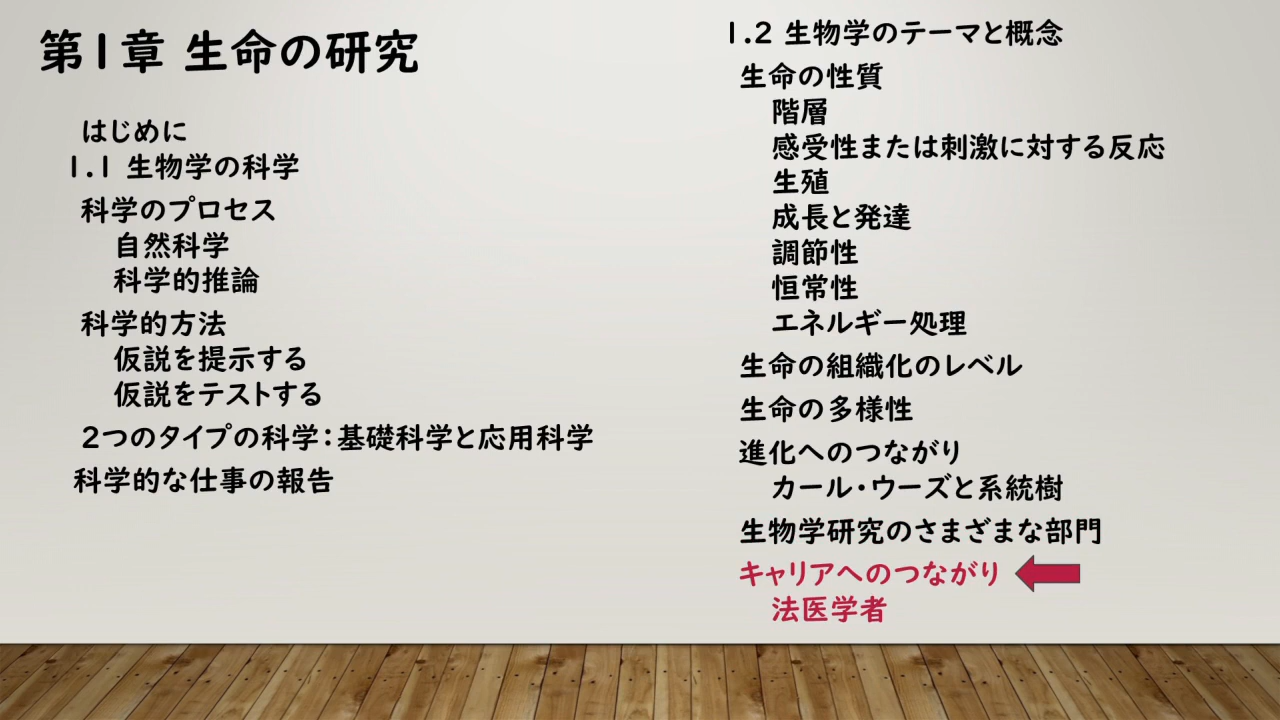 第1章 生命の研究
はじめに
1.1 生物学の科学
科学のプロセス
自然科学
科学的推論
科学的方法
仮説を提示する
仮説をテストする
2つのタイプの科学：基礎科学と応用科学
科学的な仕事の報告
1.2 生物学のテーマと概念
生命の性質
階層
感受性または刺激に対する反応
生殖
成長と発達
調節性
恒常性
エネルギー処理
生命の組織化のレベル
生命の多様性
進化へのつながり
カール・ウーズと系統樹
生物学研究のさまざまな部門
キャリアへのつながり
法医学者